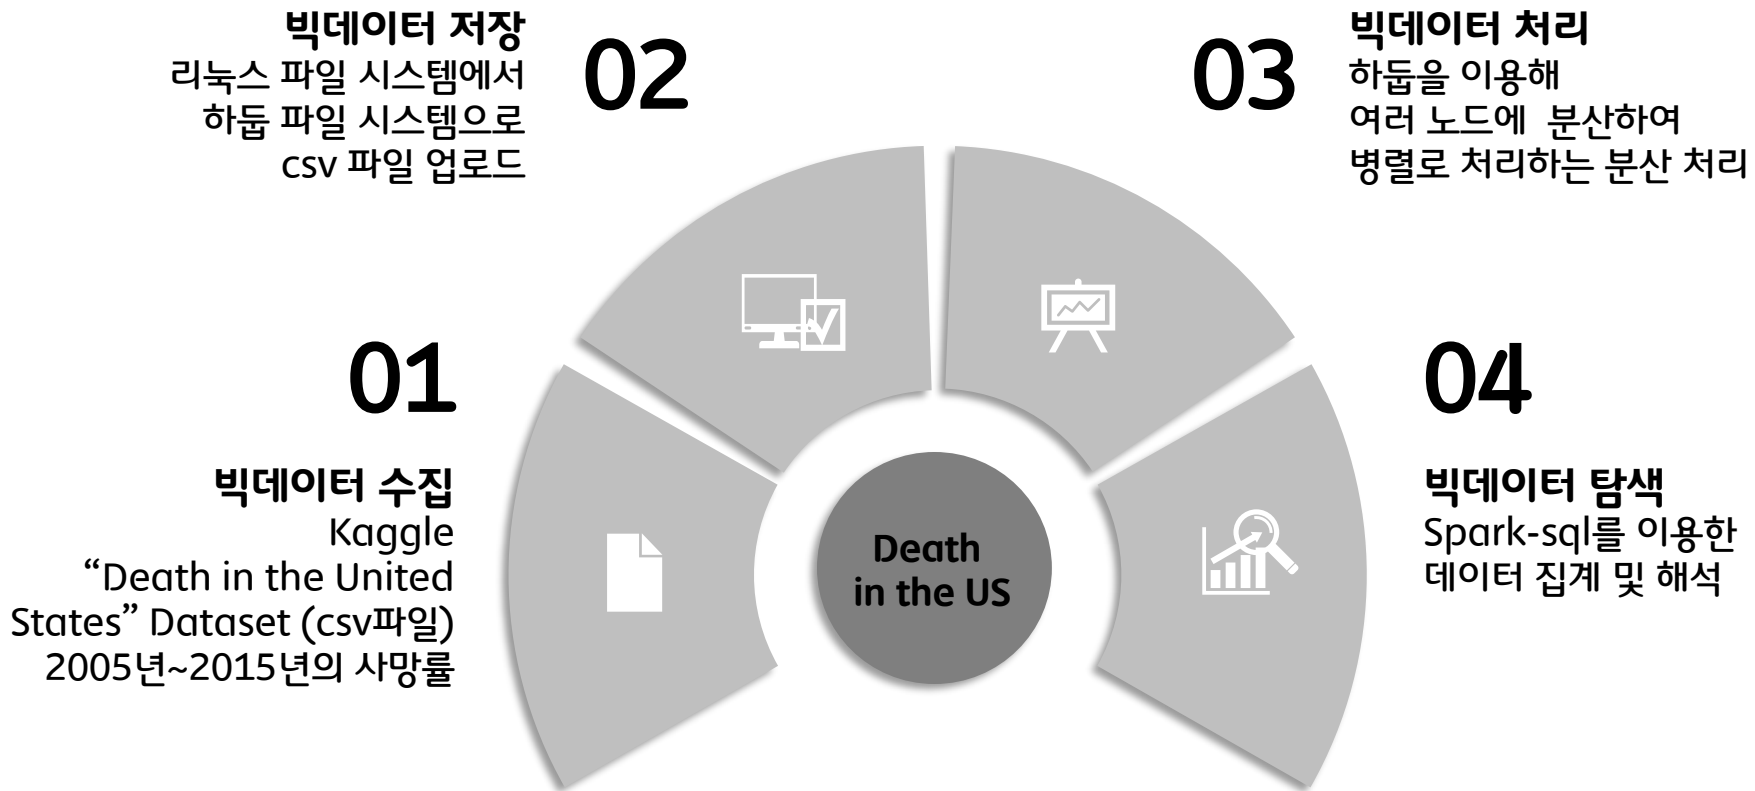 01
빅데이터 수집
Kaggle
“Death in the United
States” Dataset (csv파일)
2005년~2015년의 사망률
02
빅데이터 저장
리눅스 파일 시스템에서
하둡 파일 시스템으로
csv 파일 업로드
03
빅데이터 처리
하둡을 이용해
여러 노드에 분산하여
병렬로 처리하는 분산 처리
04
빅데이터 탐색
Spark-sql를 이용한
데이터 집계 및 해석
Death
in the US